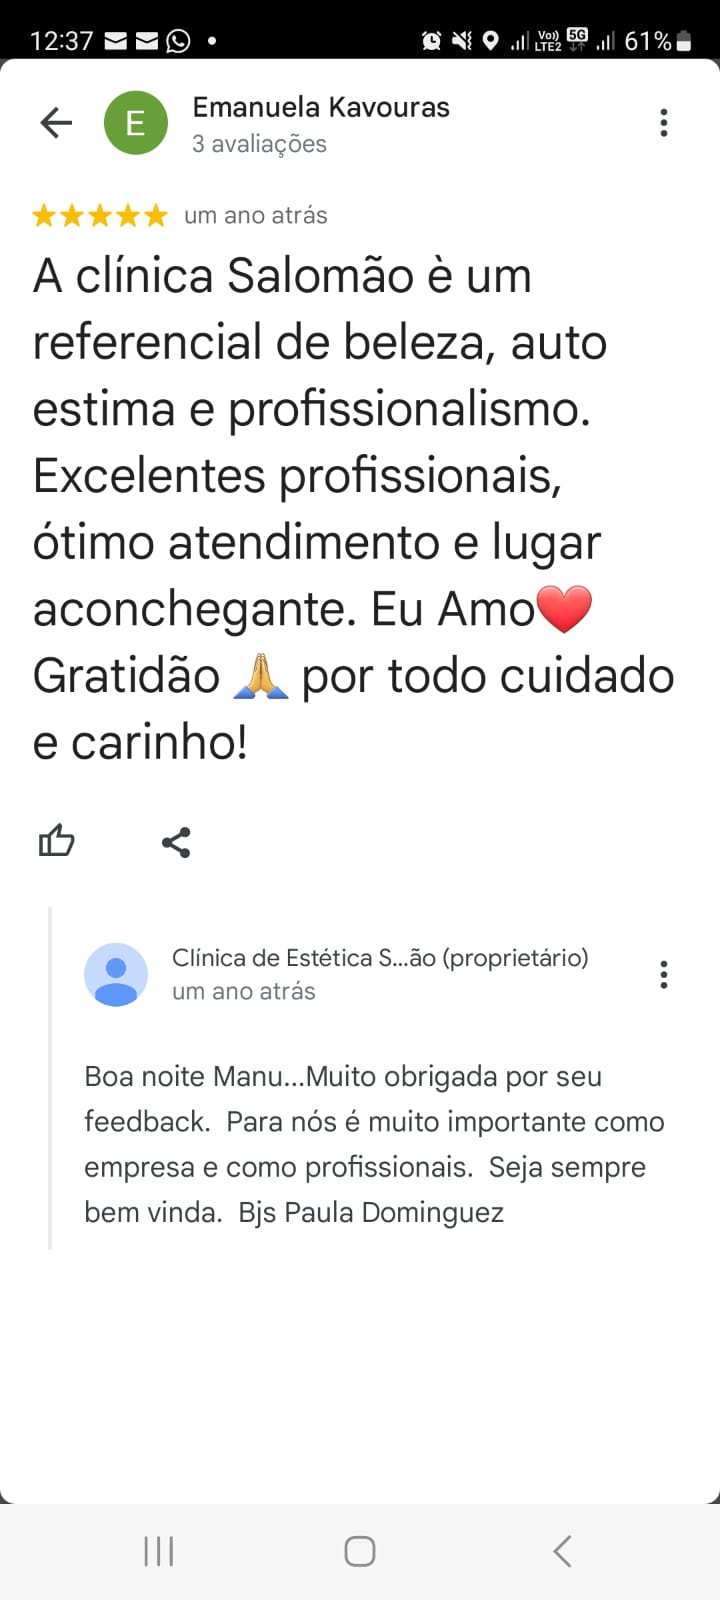 12:37 Vo)) LTE2 5G 61%
Emanuela Kavouras
3 avaliações
um ano atrás
A clínica Salomão è um
referencial de beleza, auto
estima e profissionalismo.
Excelentes profissionais,
ótimo atendimento e lugar
aconchegante. Eu Amo❤️
Gratidão 🙏 por todo cuidado
e carinho!
E
Clínica de Estética S...ão (proprietário)
um ano atrás
Boa noite Manu...Muito obrigada por seu
feedback.  Para nós é muito importante como
empresa e como profissionais.  Seja sempre
bem vinda.  Bjs Paula Dominguez